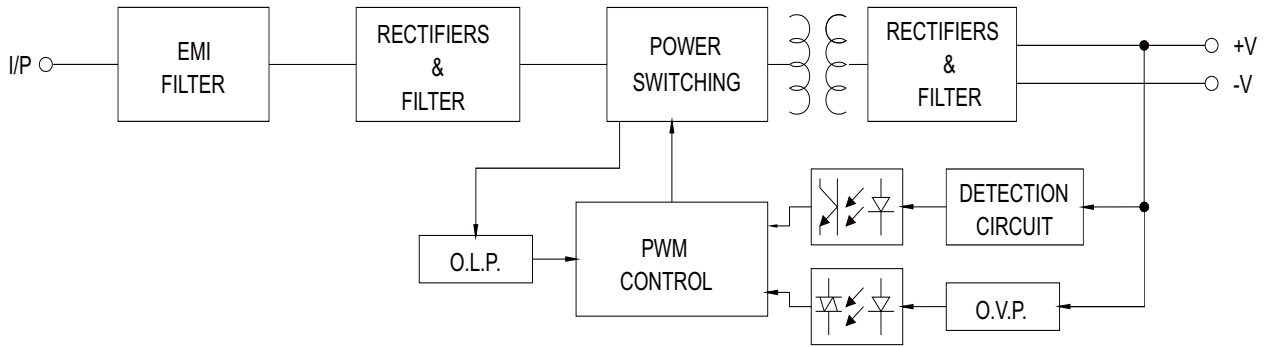 I/P
EMI
FILTER
RECTIFIERS
&
FILTER
POWER
SWITCHING
RECTIFIERS
&
FILTER
+V
-V
DETECTION
CIRCUIT
O.L.P.
PWM
CONTROL
O.V.P.